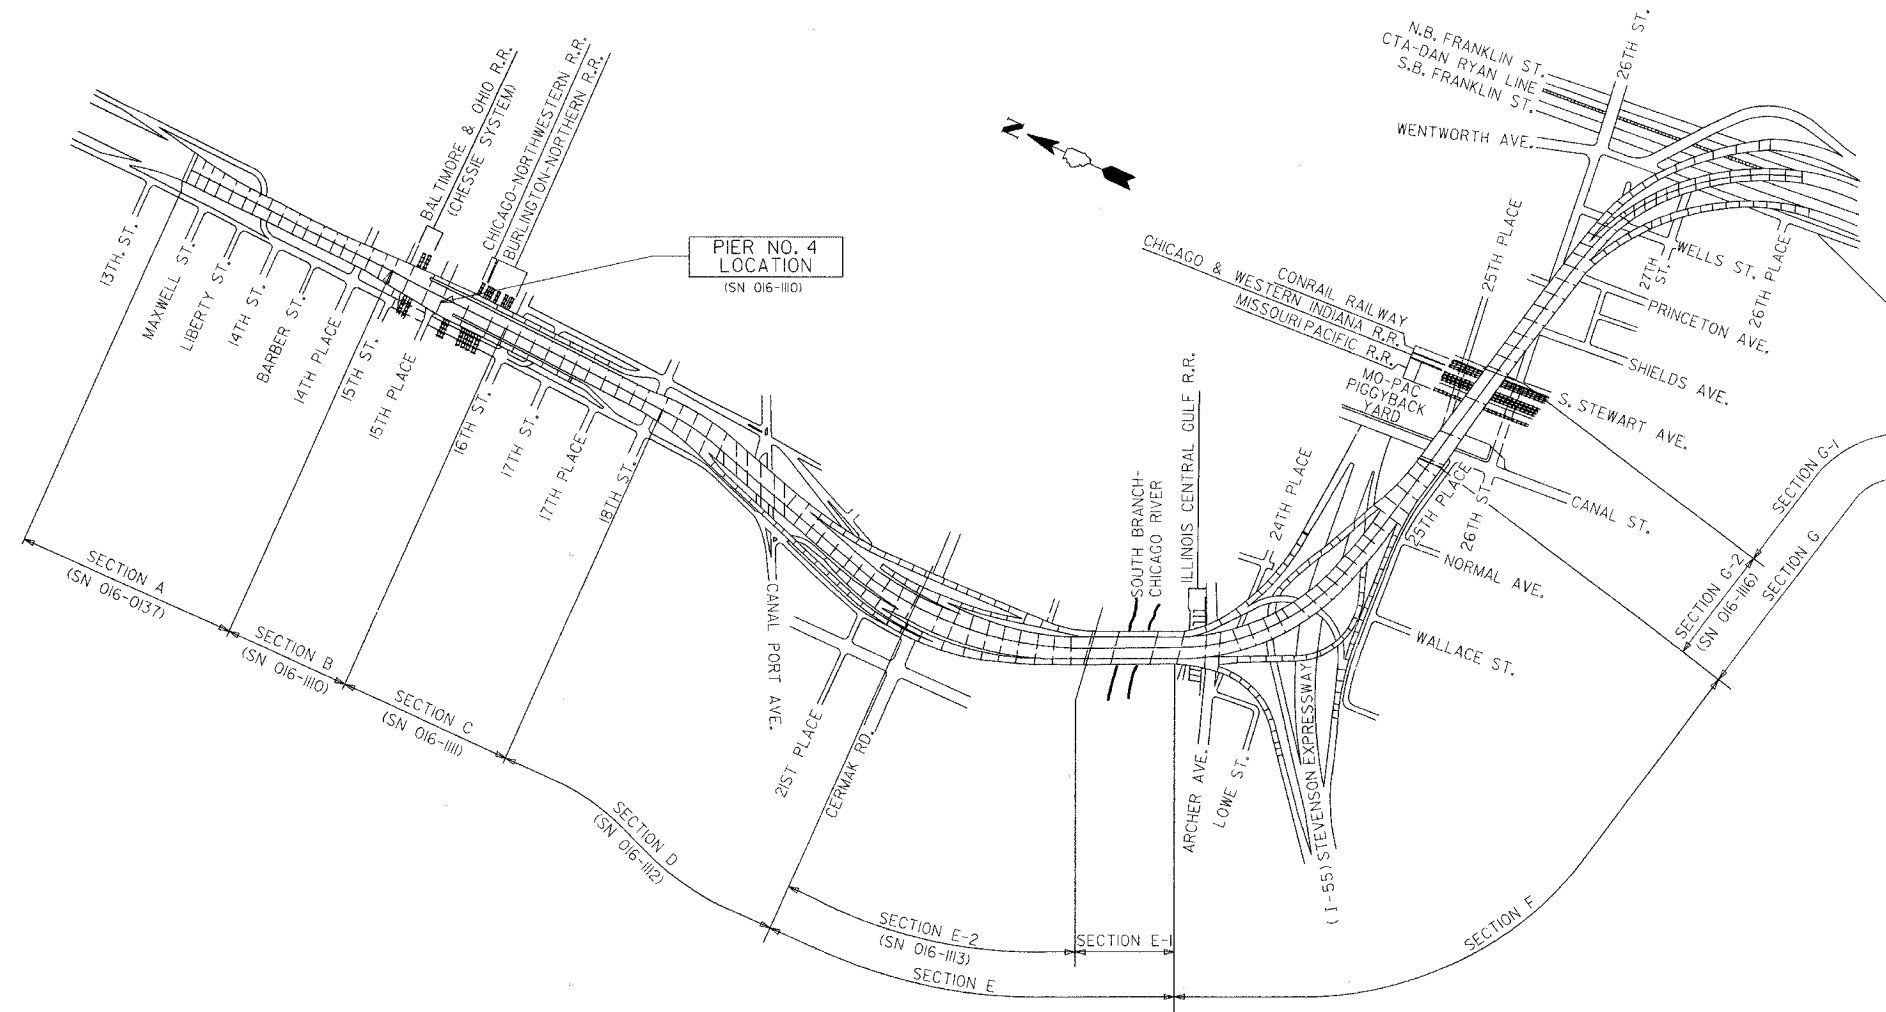 BALTIMORE & OHIO R.R.
(CHESSIE SYSTEM)
CHICAGO-NORTHWESTERN R.R.
BURLINGTON-NORTHERN R.R.
N
PIER NO. 4
LOCATION
(SN 016-1110)
N.B. FRANKLIN ST.
CTA-DAN RYAN LINE
S.B. FRANKLIN ST.
26TH ST.
WENTWORTH AVE.
25TH PLACE
WELLS ST.
27TH
ST.
26TH PLACE
PRINCETON AVE.
SHIELDS AVE.
S. STEWART AVE.
CONRAIL RAILWAY
CHICAGO & WESTERN INDIANA R.R.
MISSOURI PACIFIC R.R.
MO-PAC
PIGGYBACK
YARD
13TH. ST.
MAXWELL ST.
LIBERTY ST.
14TH ST.
BARBER ST.
14TH PLACE
15TH ST.
15TH PLACE
16TH ST.
17TH ST.
17TH PLACE
18TH ST.
CANAL PORT AVE.
21ST PLACE
CERMAK RD.
SOUTH BRANCH-
CHICAGO RIVER
ILLINOIS CENTRAL GULF R.R.
24TH PLACE
25TH PLACE
26TH ST.
CANAL ST.
NORMAL AVE.
WALLACE ST.
ARCHER AVE.
LOWE ST.
(I-55) STEVENSON EXPRESSWAY
SECTION A
(SN 016-0137)
SECTION B
(SN 016-1110)
SECTION C
(SN 016-1111)
SECTION D
(SN 016-1112)
SECTION E-2
(SN 016-1113)
SECTION E-1
SECTION E
SECTION F
SECTION G-2
(SN 016-1116)
SECTION G-1
SECTION G